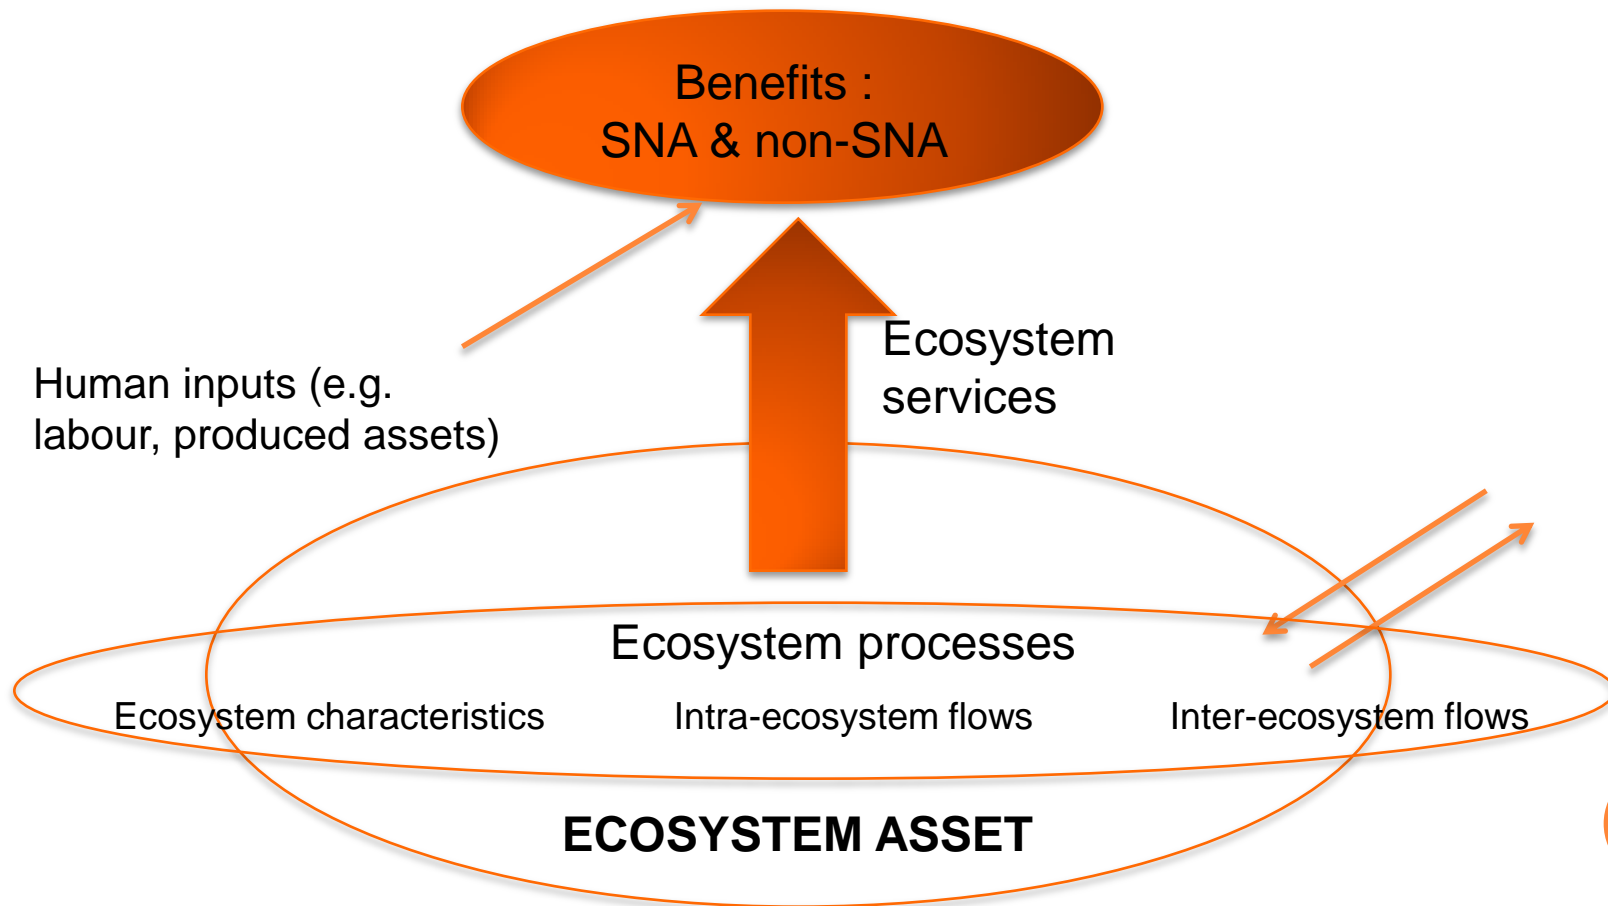 Benefits :
SNA & non-SNA
Ecosystem
services
Human inputs (e.g.
labour, produced assets)
Ecosystem processes
Ecosystem characteristics
Intra-ecosystem flows
Inter-ecosystem flows
ECOSYSTEM ASSET